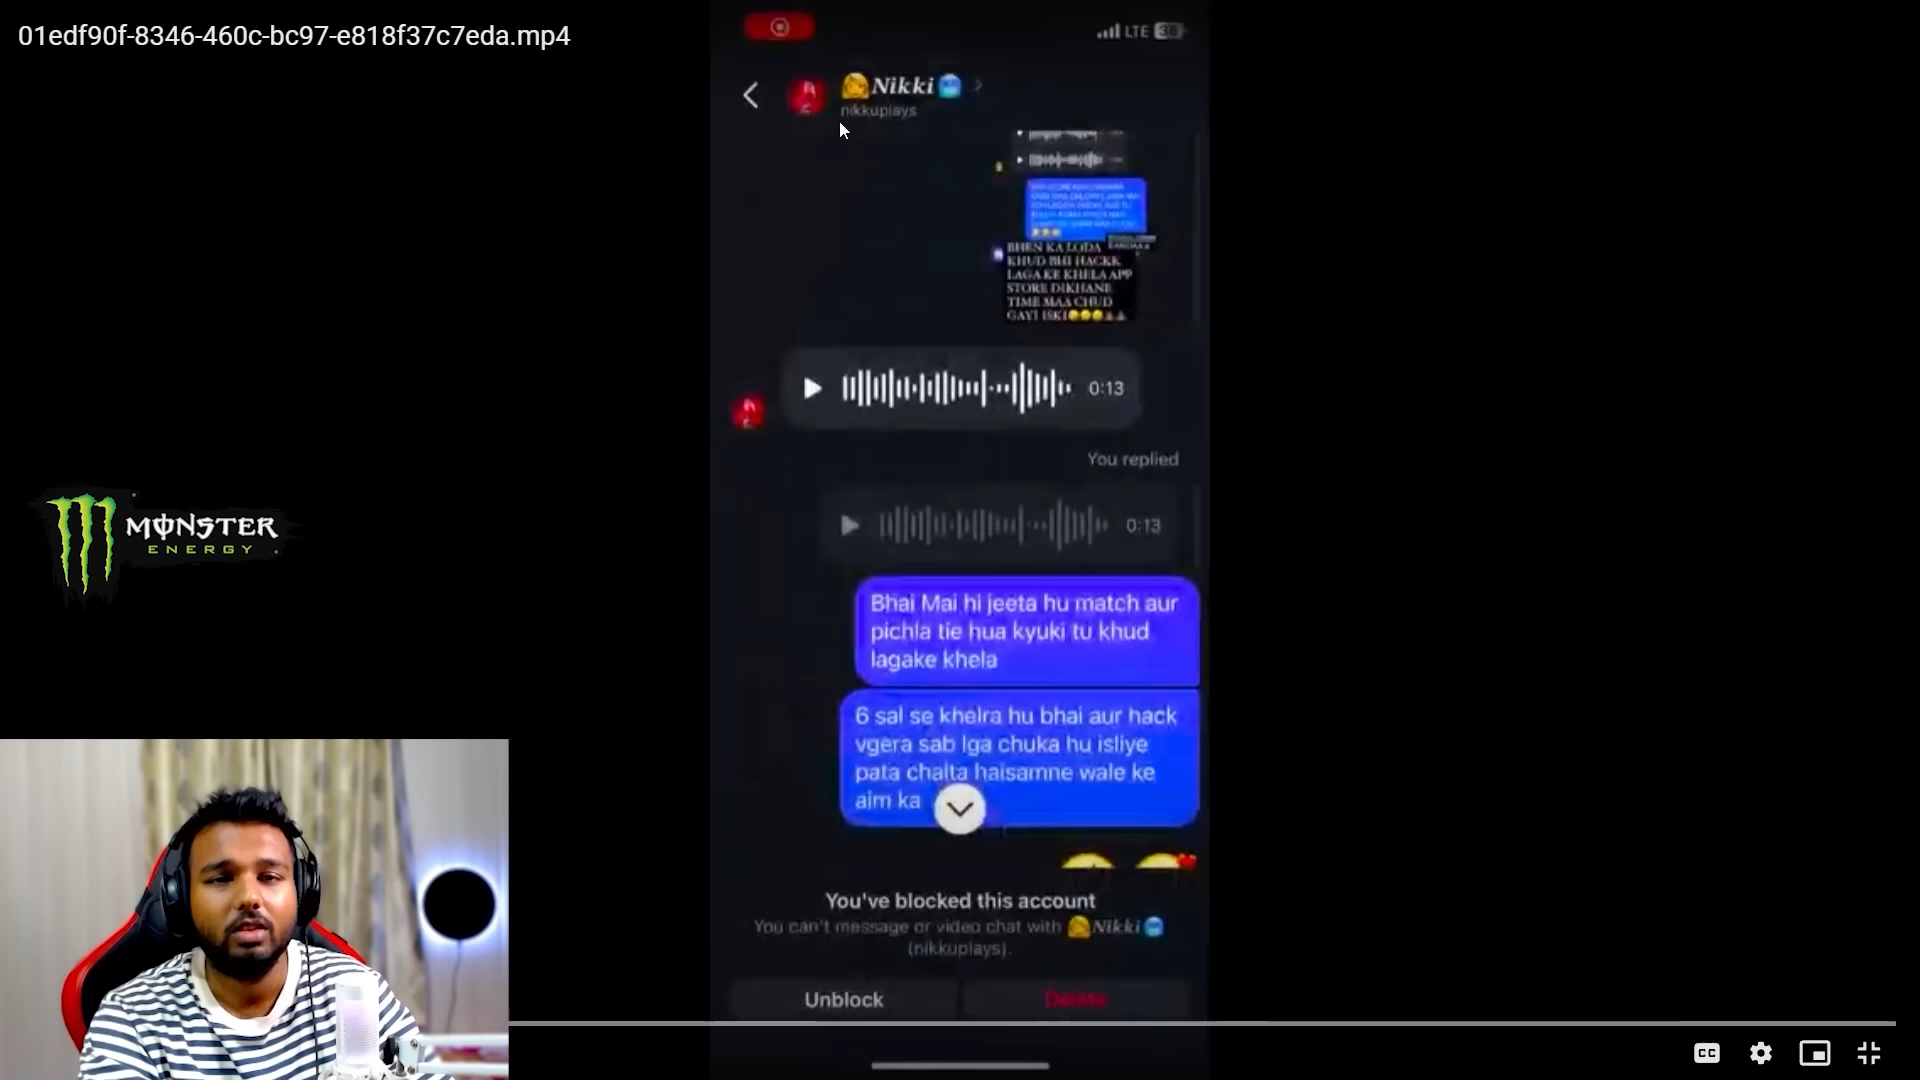 01edf90f-8346-460c-bc97-e818f37c7eda.mp4
LTE
Nikki
nikkuplays
BHEN KA LODA
KHUD BHI HACKK
LAGA KE KHELA APP
STORE DIKHANE
TIME MAA CHUD
GAYI ISKI
0:13
You replied
0:13
MONSTER
ENERGY
Bhai Mai hi jeeta hu match aur
pichla tie hua kyuki tu khud
lagake khela
6 sal se khelra hu bhai aur hack
vgera sab lga chuka hu isliye
pata chalta haisamne wale ke
aim ka
You've blocked this account
You can't message or video chat with Nikki
(nikkuplays).
Unblock
Delete
CC